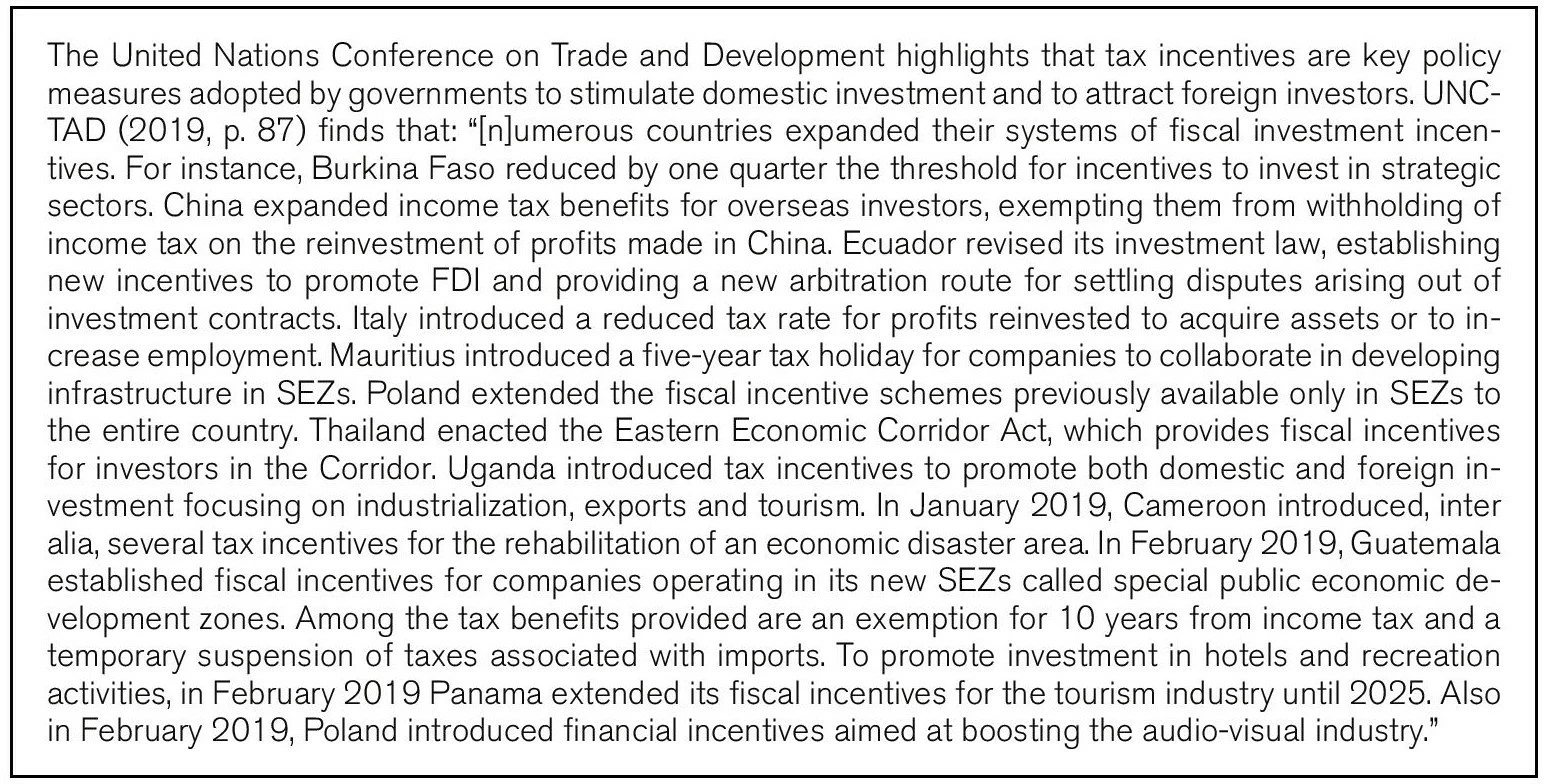 The United Nations Conference on Trade and Development highlights that tax incentives are key policy
measures adopted by governments to stimulate domestic investment and to attract foreign investors. UNC-
TAD (2019, p. 87) finds that: “[n]umerous countries expanded their systems of fiscal investment incen-
tives. For instance, Burkina Faso reduced by one quarter the threshold for incentives to invest in strategic
sectors. China expanded income tax benefits for overseas investors, exempting them from withholding of
income tax on the reinvestment of profits made in China. Ecuador revised its investment law, establishing
new incentives to promote FDI and providing a new arbitration route for settling disputes arising out of
investment contracts. Italy introduced a reduced tax rate for profits reinvested to acquire assets or to in-
crease employment. Mauritius introduced a five-year tax holiday for companies to collaborate in developing
infrastructure in SEZs. Poland extended the fiscal incentive schemes previously available only in SEZs to
the entire country. Thailand enacted the Eastern Economic Corridor Act, which provides fiscal incentives
for investors in the Corridor. Uganda introduced tax incentives to promote both domestic and foreign in-
vestment focusing on industrialization, exports and tourism. In January 2019, Cameroon introduced, inter
alia, several tax incentives for the rehabilitation of an economic disaster area. In February 2019, Guatemala
established fiscal incentives for companies operating in its new SEZs called special public economic de-
velopment zones. Among the tax benefits provided are an exemption for 10 years from income tax and a
temporary suspension of taxes associated with imports. To promote investment in hotels and recreation
activities, in February 2019 Panama extended its fiscal incentives for the tourism industry until 2025. Also
in February 2019, Poland introduced financial incentives aimed at boosting the audio-visual industry.”